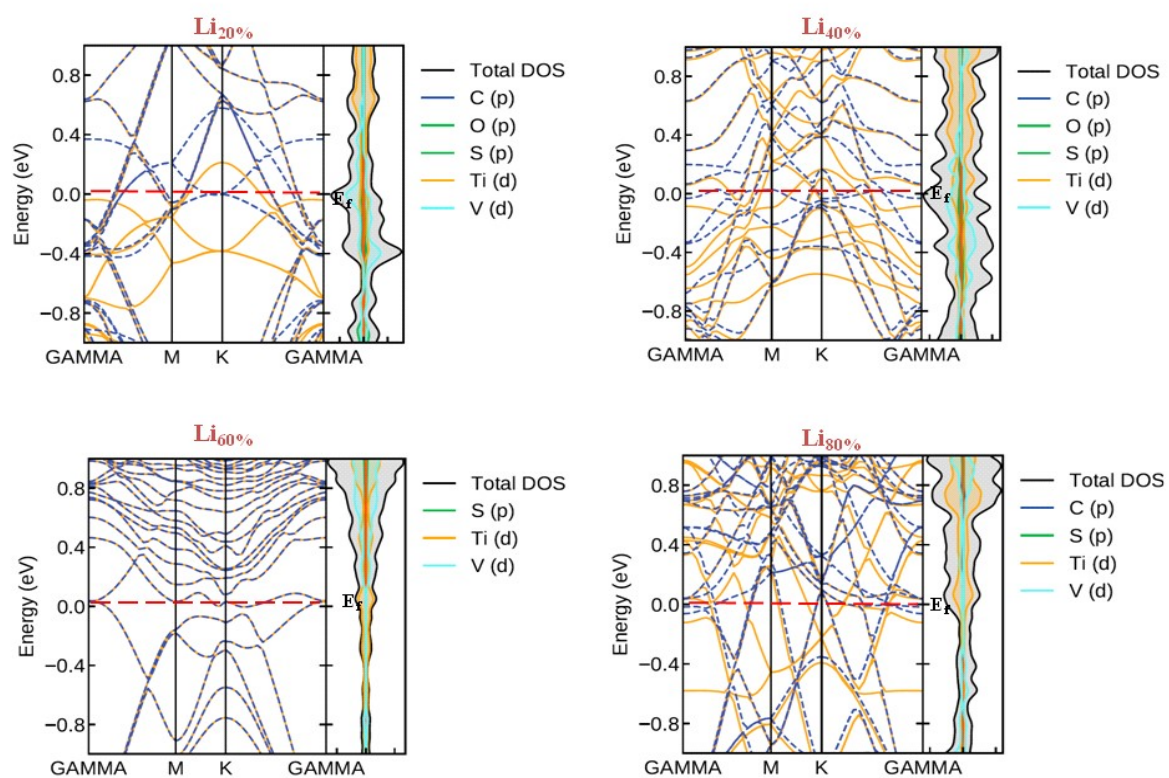 Li20%
Energy (eV)
0.8
0.4
0.0
−0.4
−0.8
GAMMA M K GAMMA
Ef
Total DOS
C (p)
O (p)
S (p)
Ti (d)
V (d)
Li40%
Energy (eV)
0.8
0.4
0.0
−0.4
−0.8
GAMMA M K GAMMA
Ef
Total DOS
C (p)
O (p)
S (p)
Ti (d)
V (d)
Li60%
Energy (eV)
0.8
0.4
0.0
−0.4
−0.8
GAMMA M K GAMMA
Ef
Total DOS
S (p)
Ti (d)
V (d)
Li80%
Energy (eV)
0.8
0.4
0.0
−0.4
−0.8
GAMMA M K GAMMA
Ef
Total DOS
C (p)
S (p)
Ti (d)
V (d)